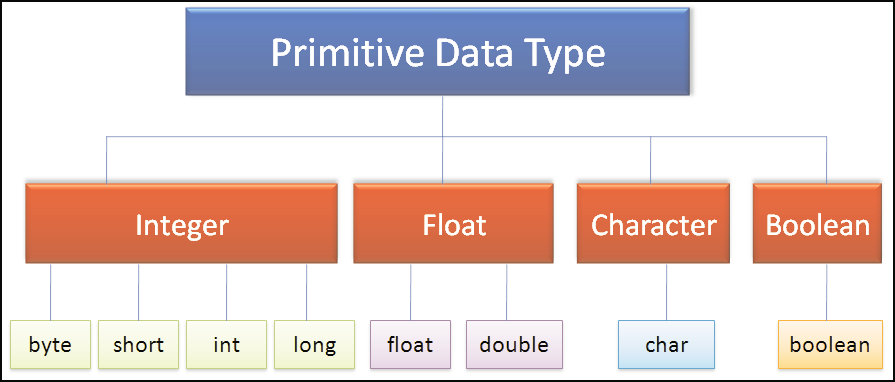 Primitive Data Type
Integer
Float
Character
Boolean
byte
short
int
long
float
double
char
boolean